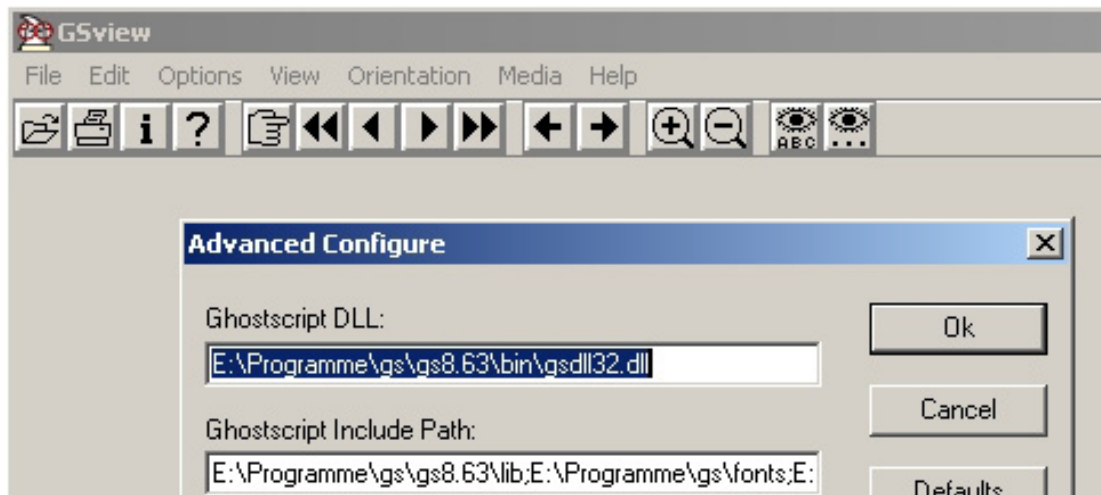 GSview
File Edit Options View Orientation Media Help
i ? ABC ...
Advanced Configure
Ghostscript DLL:
Ok
E:\Programme\gs\gs8.63\bin\gsdll32.dll
Cancel
Ghostscript Include Path:
E:\Programme\gs\gs8.63\lib;E:\Programme\gs\fonts;E:
Defaults